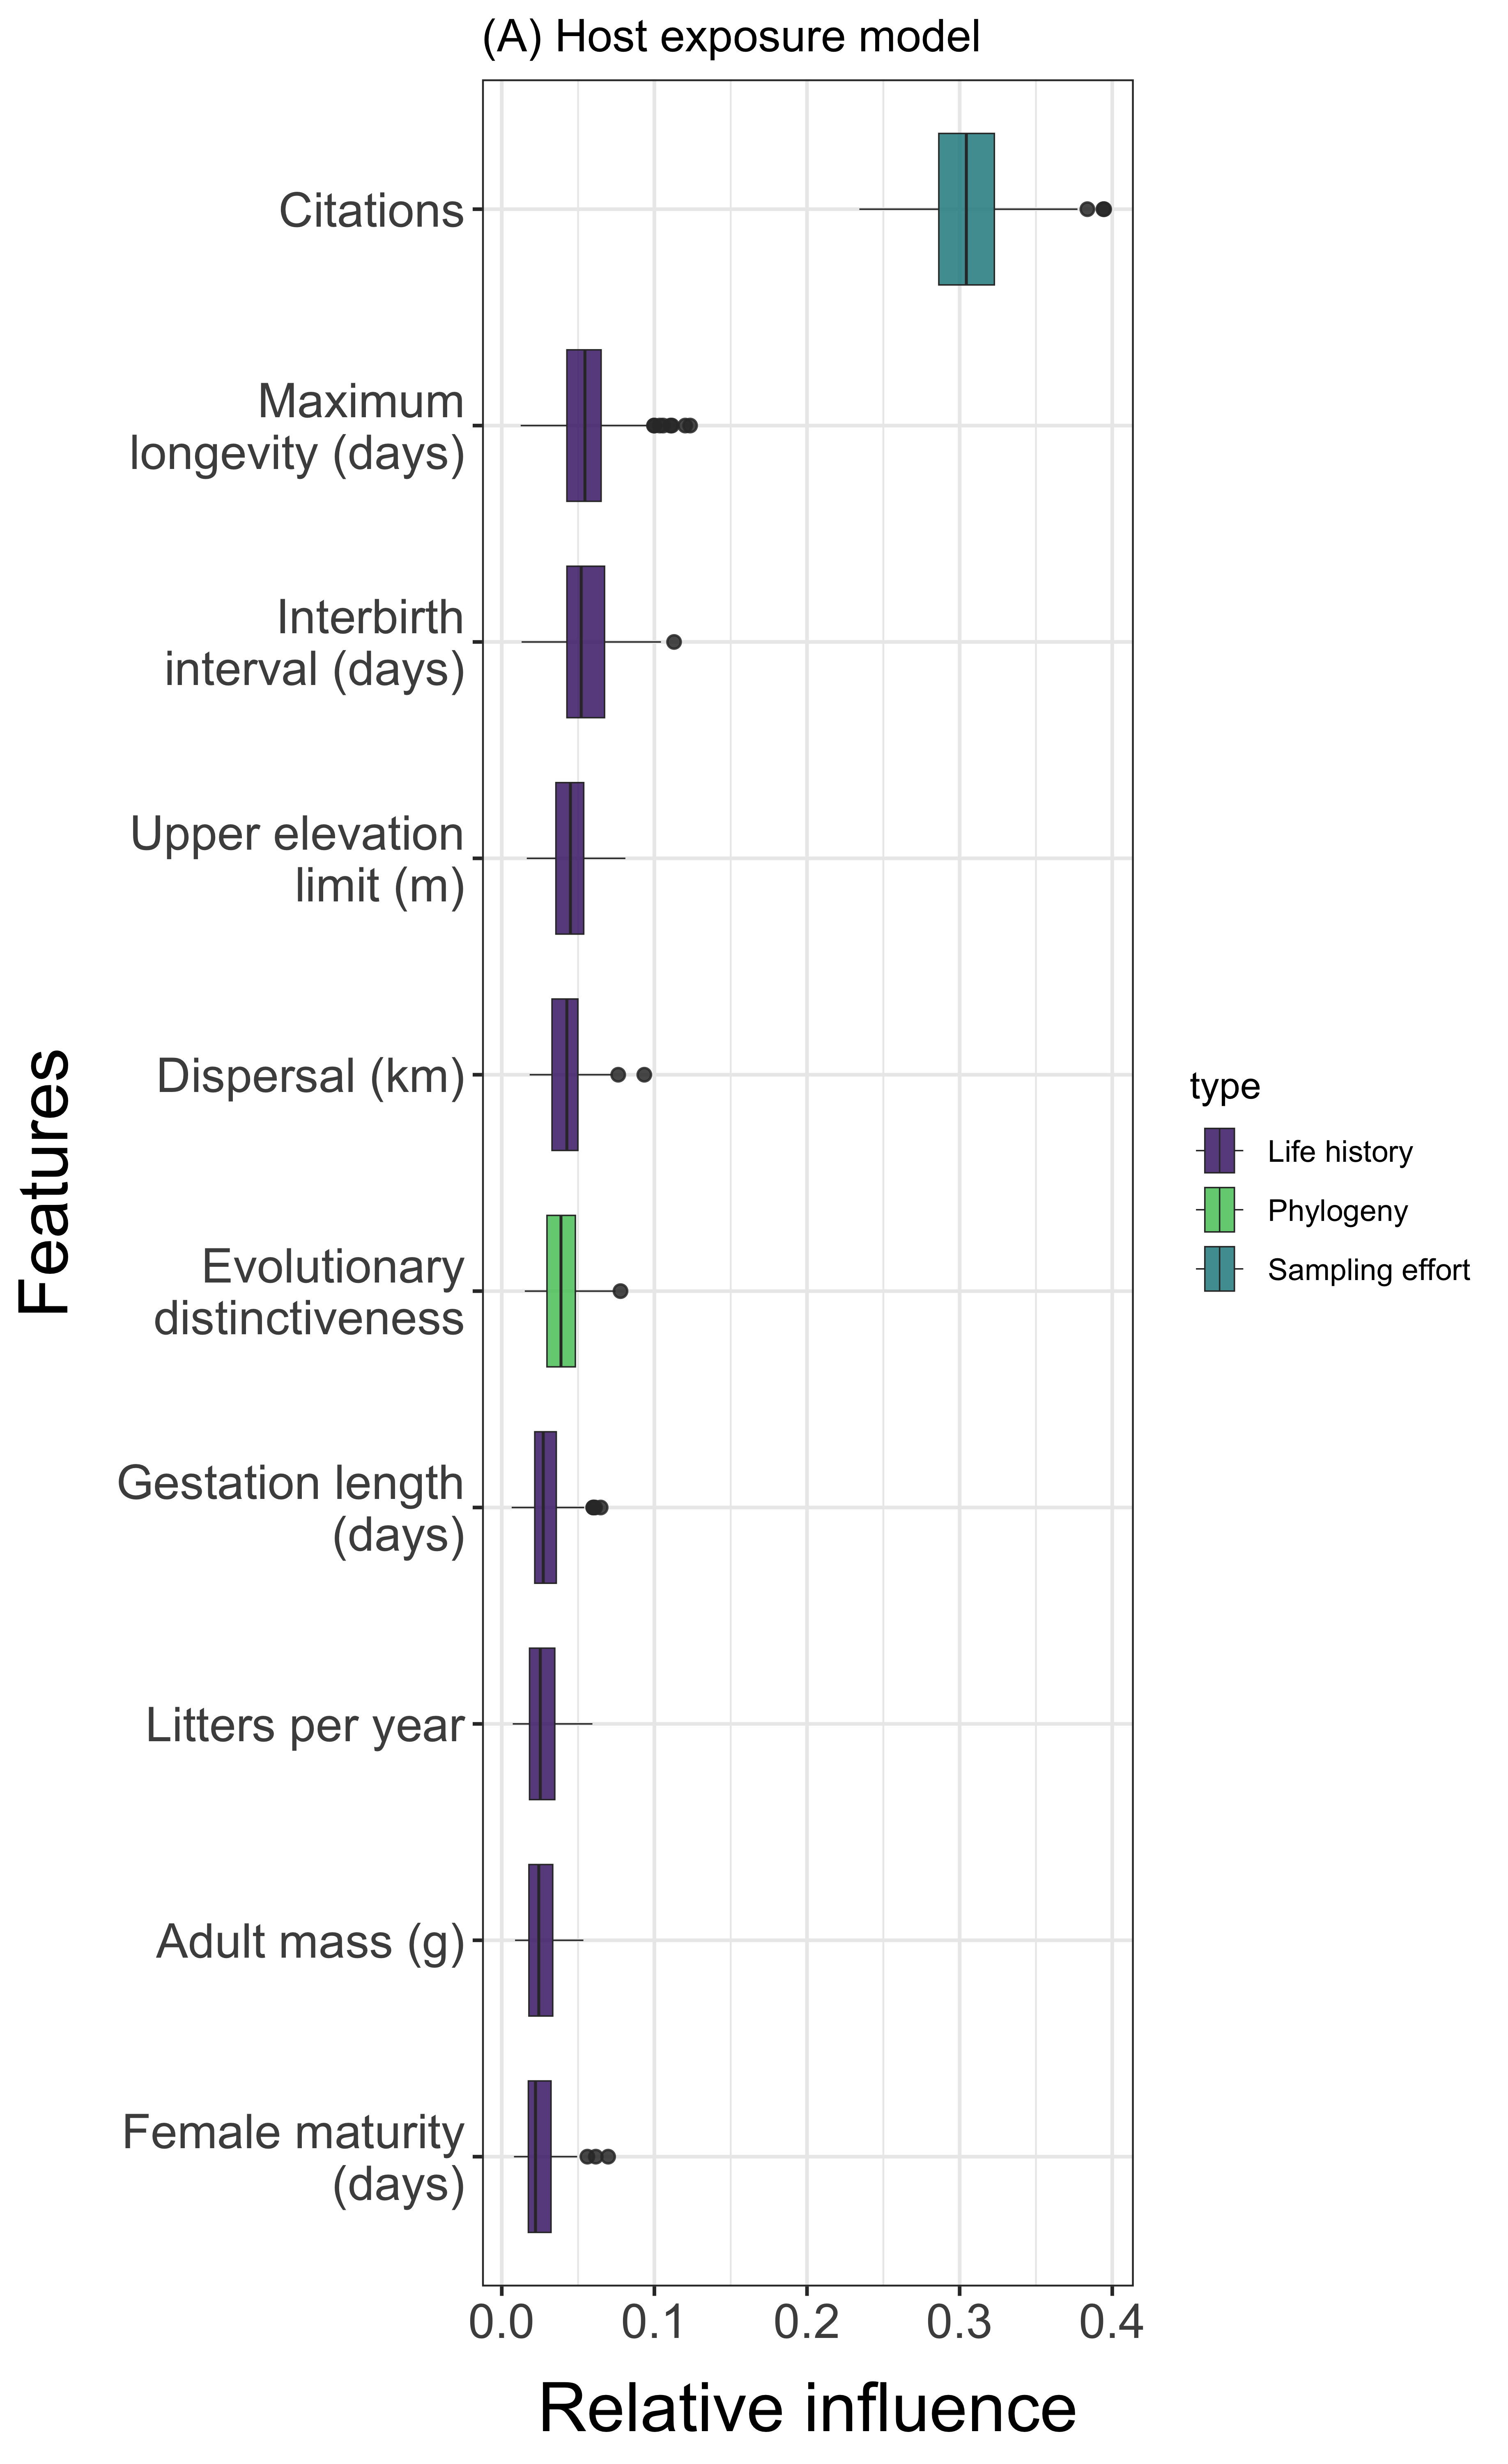 (A) Host exposure model
Citations
Maximum
longevity (days)
Interbirth
interval (days)
Upper elevation
limit (m)
Dispersal (km)
Evolutionary
distinctiveness
Gestation length
(days)
Litters per year
Adult mass (g)
Female maturity
(days)
Features
0.0 0.1 0.2 0.3 0.4
Relative influence
type
Life history
Phylogeny
Sampling effort